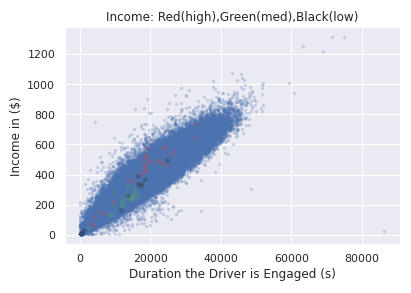 Income: Red(high),Green(med),Black(low)
1200
1000
800
600
400
200
0
Income in ($)
0 20000 40000 60000 80000
Duration the Driver is Engaged (s)